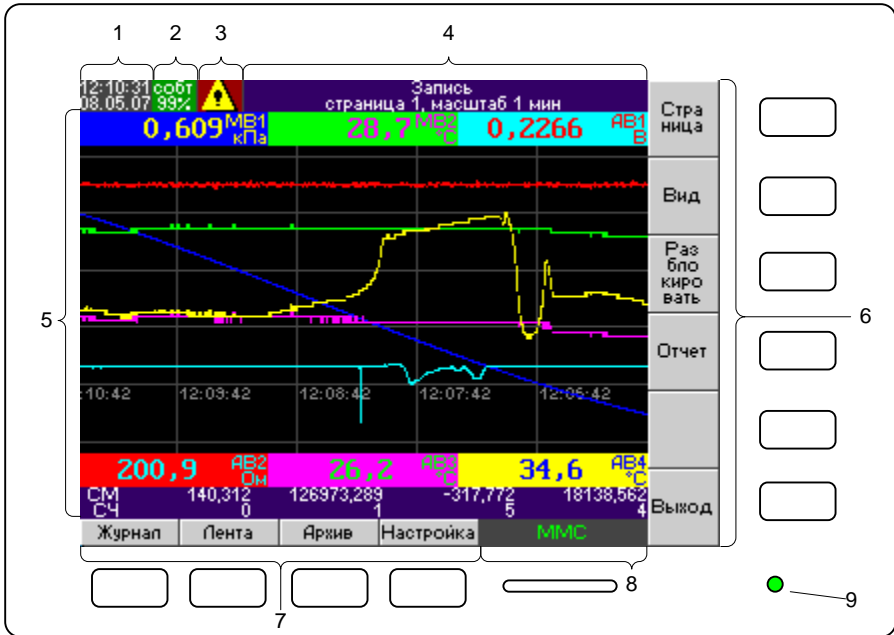 1 2 3 4
12:10:31 собт Запись
08.05.07 99% страница 1, масштаб 1 мин
0,609 МВ1 кПа 28,7 МВ2 °C 0,2266 АВ1 В
Стра
ница
Вид
Раз
бло
киро
вать
Отчет
Выход
5
6
:10:42 12:09:42 12:08:42 12:07:42 12:06:42
200,9 АВ2 Ом 26,2 АВ3 °C 34,6 АВ4 °C
СМ 140,312 126973,289 -317,772 18138,562
СЧ 0 1 5 4
Журнал Лента Архив Настройка ММС
7
8
9